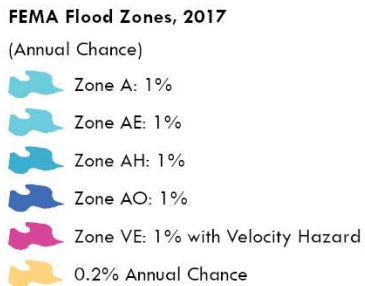 FEMA Flood Zones, 2017
(Annual Chance)
Zone A: 1%
Zone AE: 1%
Zone AH: 1%
Zone AO: 1%
Zone VE: 1% with Velocity Hazard
0.2% Annual Chance